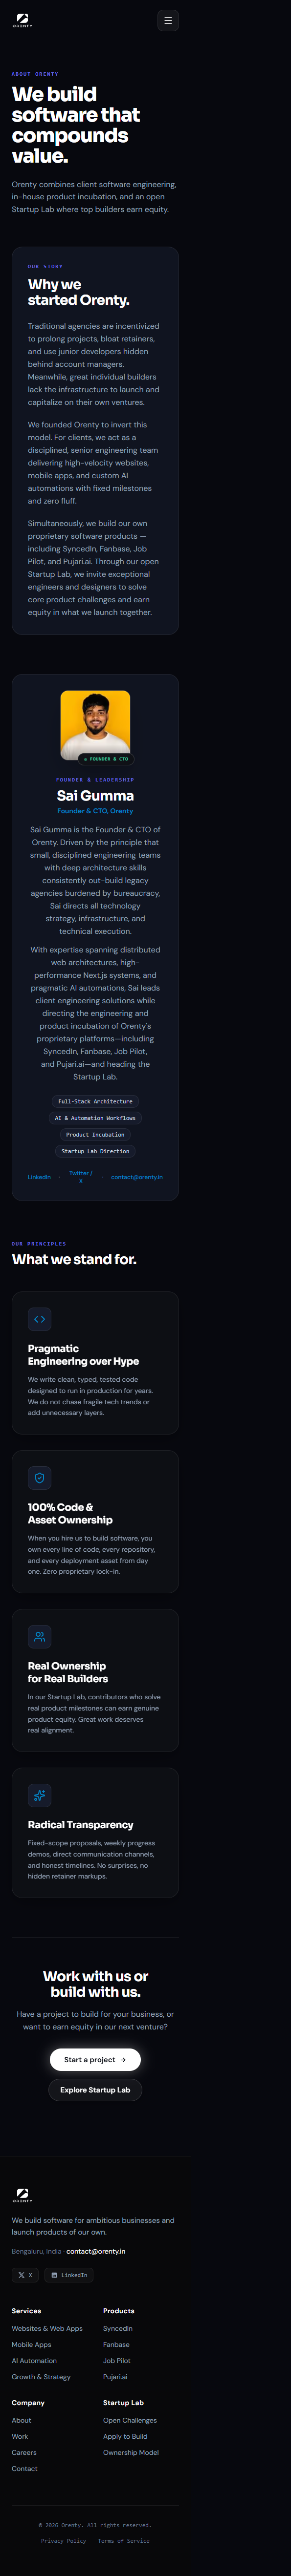 ORENTY
ABOUT ORENTY
We build
software that
compounds
value.
Orenty combines client software engineering,
in-house product incubation, and an open
Startup Lab where top builders earn equity.
OUR STORY
Why we
started Orenty.
Traditional agencies are incentivized
to prolong projects, bloat retainers,
and use junior developers hidden
behind account managers.
Meanwhile, great individual builders
lack the infrastructure to launch and
capitalize on their own ventures.
We founded Orenty to invert this
model. For clients, we act as a
disciplined, senior engineering team
delivering high-velocity websites,
mobile apps, and custom AI
automations with fixed milestones
and zero fluff.
Simultaneously, we build our own
proprietary software products —
including SyncedIn, Fanbase, Job
Pilot, and Pujari.ai. Through our open
Startup Lab, we invite exceptional
engineers and designers to solve
core product challenges and earn
equity in what we launch together.
FOUNDER & CTO
FOUNDER & LEADERSHIP
Sai Gumma
Founder & CTO, Orenty
Sai Gumma is the Founder & CTO of
Orenty. Driven by the principle that
small, disciplined engineering teams
with deep architecture skills
consistently out-build legacy
agencies burdened by bureaucracy,
Sai directs all technology
strategy, infrastructure, and
technical execution.
With expertise spanning distributed
web architectures, high-
performance Next.js systems, and
pragmatic AI automations, Sai leads
client engineering solutions while
directing the engineering and
product incubation of Orenty's
proprietary platforms—including
SyncedIn, Fanbase, Job Pilot,
and Pujari.ai—and heading the
Startup Lab.
Full-Stack Architecture
AI & Automation Workflows
Product Incubation
Startup Lab Direction
LinkedIn · Twitter / X · contact@orenty.in
OUR PRINCIPLES
What we stand for.
Pragmatic
Engineering over Hype
We write clean, typed, tested code
designed to run in production for years.
We do not chase fragile tech trends or
add unnecessary layers.
100% Code &
Asset Ownership
When you hire us to build software, you
own every line of code, every repository,
and every deployment asset from day
one. Zero proprietary lock-in.
Real Ownership
for Real Builders
In our Startup Lab, contributors who solve
real product milestones can earn genuine
product equity. Great work deserves
real alignment.
Radical Transparency
Fixed-scope proposals, weekly progress
demos, direct communication channels,
and honest timelines. No surprises, no
hidden retainer markups.
Work with us or
build with us.
Have a project to build for your business, or
want to earn equity in our next venture?
Start a project →
Explore Startup Lab
ORENTY
We build software for ambitious businesses and
launch products of our own.
Bengaluru, India · contact@orenty.in
X LinkedIn
Services Products
Websites & Web Apps SyncedIn
Mobile Apps Fanbase
AI Automation Job Pilot
Growth & Strategy Pujari.ai
Company Startup Lab
About Open Challenges
Work Apply to Build
Careers Ownership Model
Contact
© 2026 Orenty. All rights reserved.
Privacy Policy Terms of Service